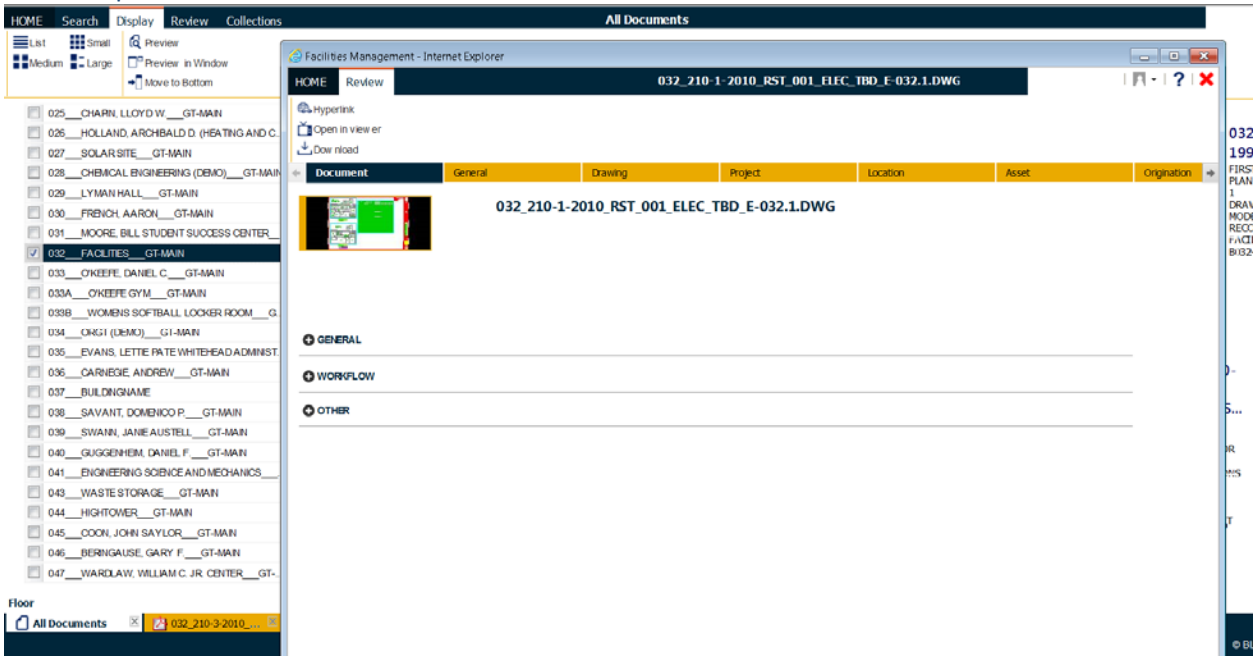 HOME Search Display Review Collections
All Documents
List Small Preview
Medium Large Preview in Window
Move to Bottom
025___CHAPIN, LLOYD W.___GT-MAIN
026___HOLLAND, ARCHIBALD D. (HEATING AND C.
027___SOLAR SITE___GT-MAIN
028___CHEMICAL ENGINEERING (DEMO)___GT-MAIN
029___LYMAN HALL___GT-MAIN
030___FRENCH, AARON___GT-MAIN
031___MOORE, BILL STUDENT SUCCESS CENTER__
032___FACILITIES___GT-MAIN
033___O'KEEFE, DANIEL C.___GT-MAIN
033A___O'KEEFE GYM___GT-MAIN
033B___WOMENS SOFTBALL LOCKER ROOM___G.
034___ORGT (DEMO)___GT-MAIN
035___EVANS, LETTIE PATE WHITEHEAD ADMINIST.
036___CARNEGIE, ANDREW___GT-MAIN
037___BUILDINGNAME
038___SAVANT, DOMENICO P.___GT-MAIN
039___SWANN, JANIE AUSTELL___GT-MAIN
040___GUGGENHEIM, DANIEL F.___GT-MAIN
041___ENGINEERING SCIENCE AND MECHANICS___.
043___WASTE STORAGE___GT-MAIN
044___HIGHTOWER___GT-MAIN
045___COON, JOHN SAYLOR___GT-MAIN
046___BERINGAUSE, GARY F.___GT-MAIN
047___WARDLAW, WILLIAM C. JR. CENTER___GT-.
Floor
All Documents 032_210-3-2010_...
Facilities Management - Internet Explorer
HOME Review 032_210-1-2010_RST_001_ELEC_TBD_E-032.1.DWG
Hyperlink
Open in viewer
Download
Document General Drawing Project Location Asset Origination
032_210-1-2010_RST_001_ELEC_TBD_E-032.1.DWG
GENERAL
WORKFLOW
OTHER
032
199
FIRST
PLAN
1
DRAW
MODE
RECO
FACI
B032-
S...
OR
T
© BU